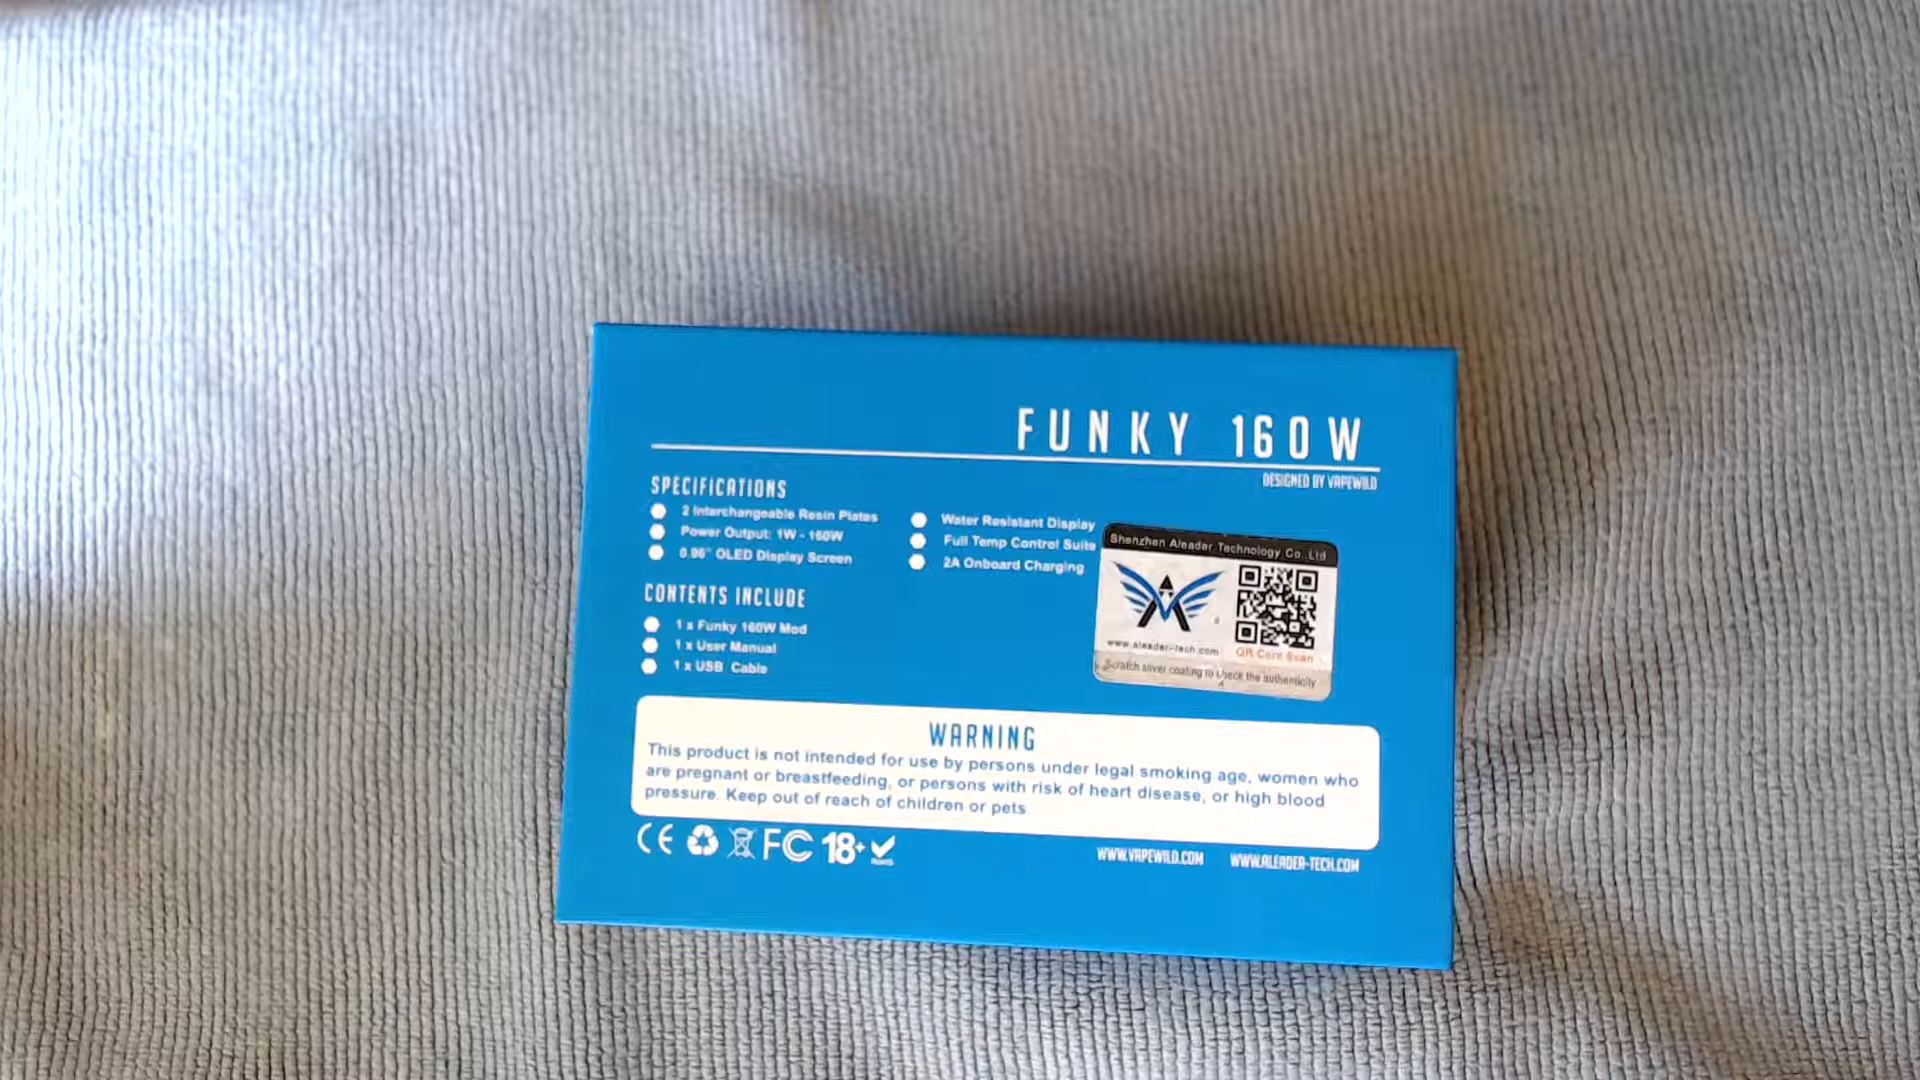 FUNKY 160W
DESIGNED BY VAPEWILD
SPECIFICATIONS
2 Interchangeable Resin Plates
Power Output: 1W - 160W
0.96" OLED Display Screen
Water Resistant Display
Full Temp Control Suite
2A Onboard Charging
CONTENTS INCLUDE
1 x Funky 160W Mod
1 x User Manual
1 x USB Cable
Shenzhen Aleader Technology Co.,Ltd
www.aleader-tech.com
QR Cord Scan
Scratch sliver coating to check the authenticity
WARNING
This product is not intended for use by persons under legal smoking age, women who
are pregnant or breastfeeding, or persons with risk of heart disease, or high blood
pressure. Keep out of reach of children or pets.
CE FC 18+ RoHS
WWW.VAPEWILD.COM WWW.ALEADER-TECH.COM